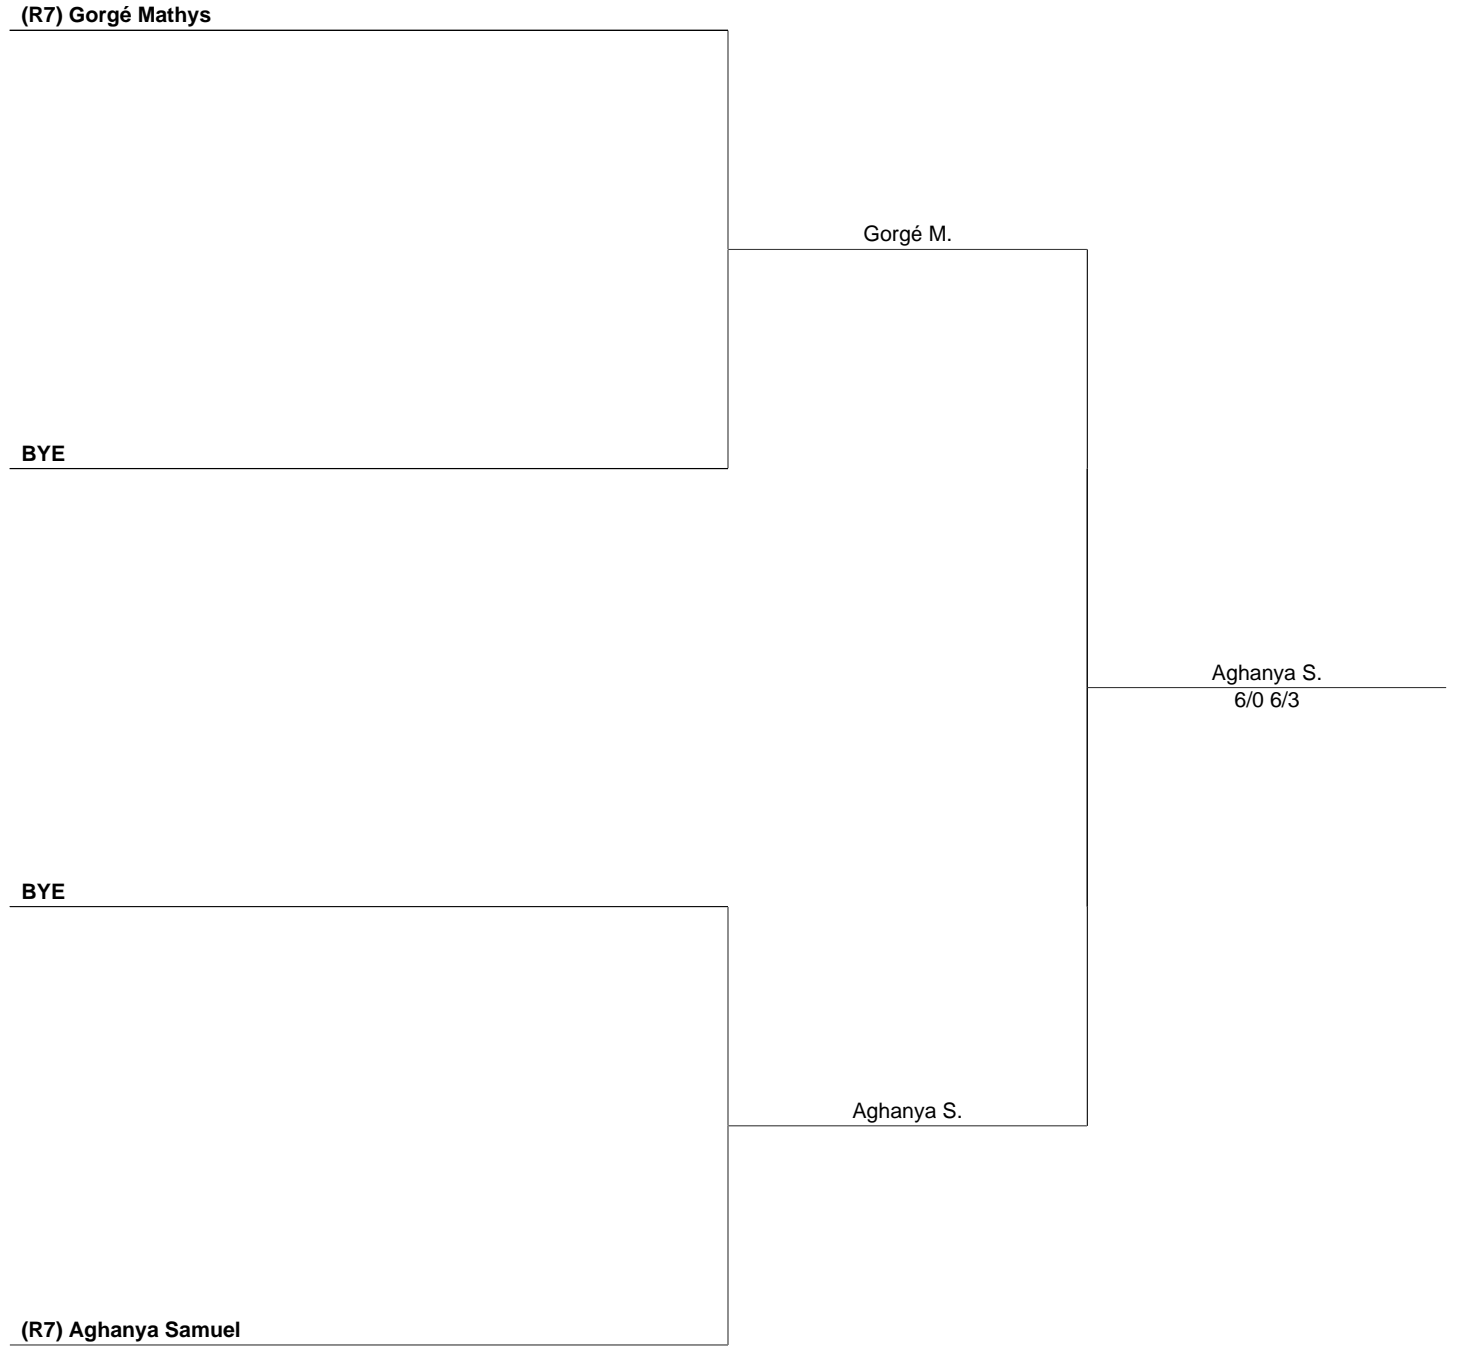 (R7) Gorgé Mathys
Gorgé M.
BYE
Aghanya S.
6/0 6/3
BYE
Aghanya S.
(R7) Aghanya Samuel